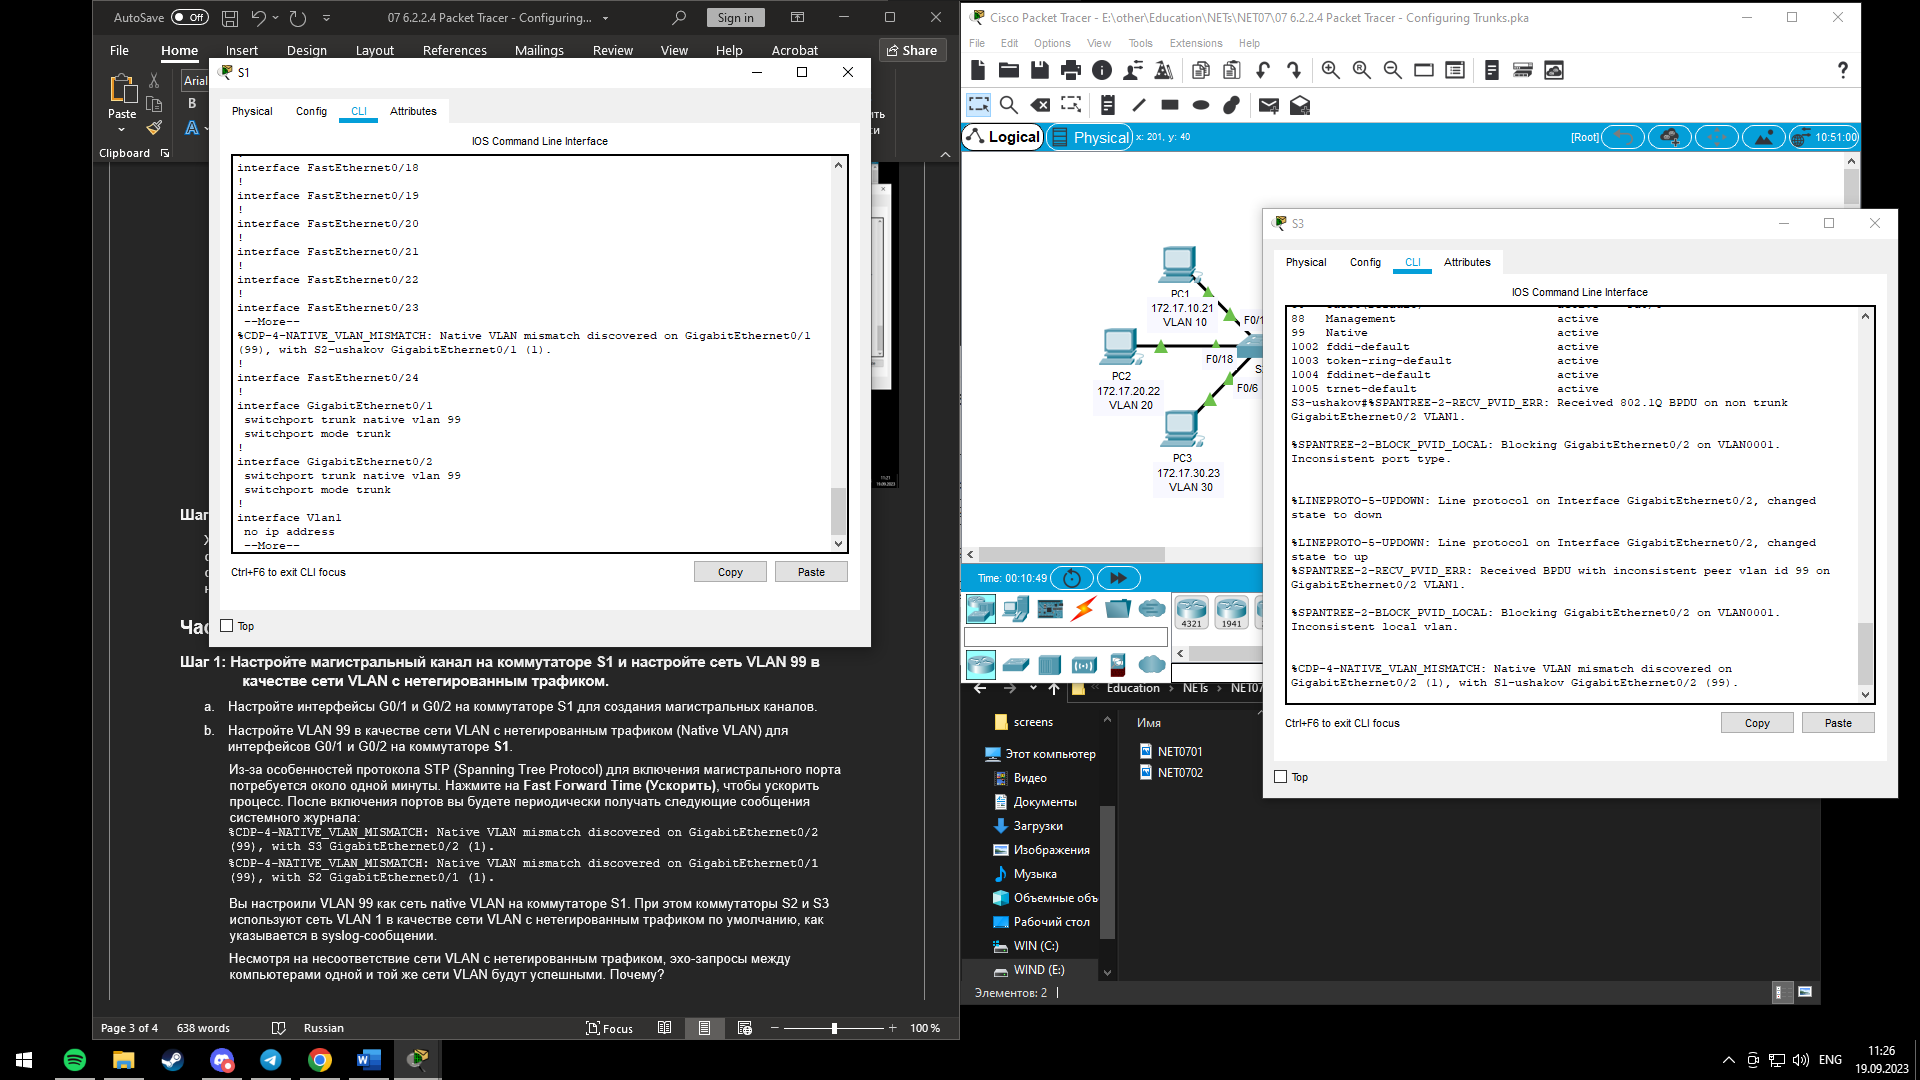 AutoSave
Off
07 6.2.2.4 Packet Tracer - Configuring...
Sign in
File
Home
Insert
Design
Layout
References
Mailings
Review
View
Help
Acrobat
Share
Paste
Arial
B
A
Clipboard
S1
Physical
Config
CLI
Attributes
IOS Command Line Interface
interface FastEthernet0/18
!
interface FastEthernet0/19
!
interface FastEthernet0/20
!
interface FastEthernet0/21
!
interface FastEthernet0/22
!
interface FastEthernet0/23
--More--
%CDP-4-NATIVE_VLAN_MISMATCH: Native VLAN mismatch discovered on GigabitEthernet0/1
(99), with S2-ushakov GigabitEthernet0/1 (1).
!
interface FastEthernet0/24
!
interface GigabitEthernet0/1
switchport trunk native vlan 99
switchport mode trunk
!
interface GigabitEthernet0/2
switchport trunk native vlan 99
switchport mode trunk
!
interface Vlan1
no ip address
--More--
Ctrl+F6 to exit CLI focus
Copy
Paste
Top
Шаг 1: Настройте магистральный канал на коммутаторе S1 и настройте сеть VLAN 99 в
качестве сети VLAN с нетегированным трафиком.
a. Настройте интерфейсы G0/1 и G0/2 на коммутаторе S1 для создания магистральных каналов.
b. Настройте VLAN 99 в качестве сети VLAN с нетегированным трафиком (Native VLAN) для
интерфейсов G0/1 и G0/2 на коммутаторе S1.
Из-за особенностей протокола STP (Spanning Tree Protocol) для включения магистрального порта
потребуется около одной минуты. Нажмите на Fast Forward Time (Ускорить), чтобы ускорить
процесс. После включения портов вы будете периодически получать следующие сообщения
системного журнала:
%CDP-4-NATIVE_VLAN_MISMATCH: Native VLAN mismatch discovered on GigabitEthernet0/2
(99), with S3 GigabitEthernet0/2 (1).
%CDP-4-NATIVE_VLAN_MISMATCH: Native VLAN mismatch discovered on GigabitEthernet0/1
(99), with S2 GigabitEthernet0/1 (1).
Вы настроили VLAN 99 как сеть native VLAN на коммутаторе S1. При этом коммутаторы S2 и S3
используют сеть VLAN 1 в качестве сети VLAN с нетегированным трафиком по умолчанию, как
указывается в syslog-сообщении.
Несмотря на несоответствие сети VLAN с нетегированным трафиком, эхо-запросы между
компьютерами одной и той же сети VLAN будут успешными. Почему?
Page 3 of 4
638 words
Russian
Focus
100 %
Cisco Packet Tracer - E:\other\Education\NETs\NET07\07 6.2.2.4 Packet Tracer - Configuring Trunks.pka
File
Edit
Options
View
Tools
Extensions
Help
Logical
Physical
x: 201, y: 40
[Root]
10:51:00
PC1
172.17.10.21
VLAN 10
PC2
172.17.20.22
VLAN 20
PC3
172.17.30.23
VLAN 30
F0/18
F0/6
Time: 00:10:49
4321
1941
S3
Physical
Config
CLI
Attributes
IOS Command Line Interface
88 Management active
99 Native active
1002 fddi-default active
1003 token-ring-default active
1004 fddinet-default active
1005 trnet-default active
S3-ushakov#%SPANTREE-2-RECV_PVID_ERR: Received 802.1Q BPDU on non trunk
GigabitEthernet0/2 VLAN1.
%SPANTREE-2-BLOCK_PVID_LOCAL: Blocking GigabitEthernet0/2 on VLAN0001.
Inconsistent port type.
%LINEPROTO-5-UPDOWN: Line protocol on Interface GigabitEthernet0/2, changed
state to down
%LINEPROTO-5-UPDOWN: Line protocol on Interface GigabitEthernet0/2, changed
state to up
%SPANTREE-2-RECV_PVID_ERR: Received BPDU with inconsistent peer vlan id 99 on
GigabitEthernet0/2 VLAN1.
%SPANTREE-2-BLOCK_PVID_LOCAL: Blocking GigabitEthernet0/2 on VLAN0001.
Inconsistent local vlan.
%CDP-4-NATIVE_VLAN_MISMATCH: Native VLAN mismatch discovered on
GigabitEthernet0/2 (1), with S1-ushakov GigabitEthernet0/2 (99).
Ctrl+F6 to exit CLI focus
Copy
Paste
Top
Education
NETs
screens
Этот компьютер
Видео
Документы
Загрузки
Изображения
Музыка
Объемные объ
Рабочий стол
WIN (C:)
WIND (E:)
Имя
NET0701
NET0702
Элементов: 2
ENG
11:26
19.09.2023